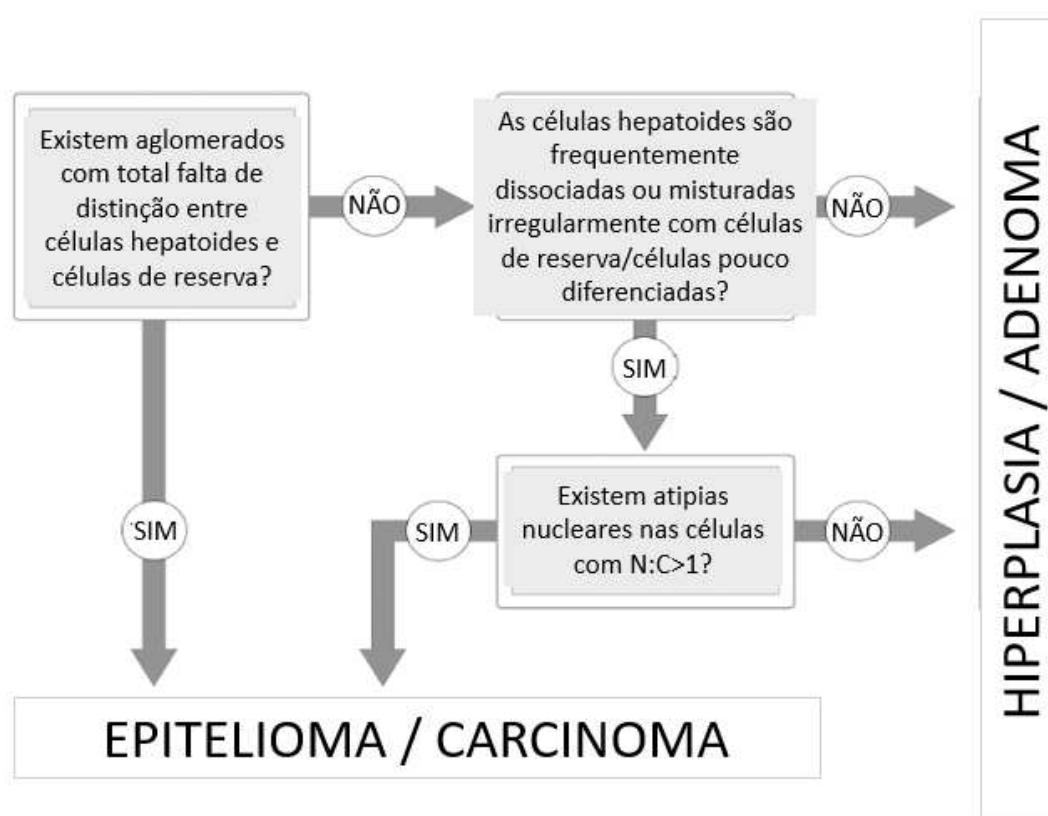 Existem aglomerados
com total falta de
distinção entre
células hepatoides e
células de reserva?
NÃO
As células hepatoides são
frequentemente
dissociadas ou misturadas
irregularmente com células
de reserva/células pouco
diferenciadas?
NÃO
SIM
SIM
SIM
Existem atipias
nucleares nas células
com N:C>1?
NÃO
EPITELIOMA / CARCINOMA
HIPERPLASIA / ADENOMA